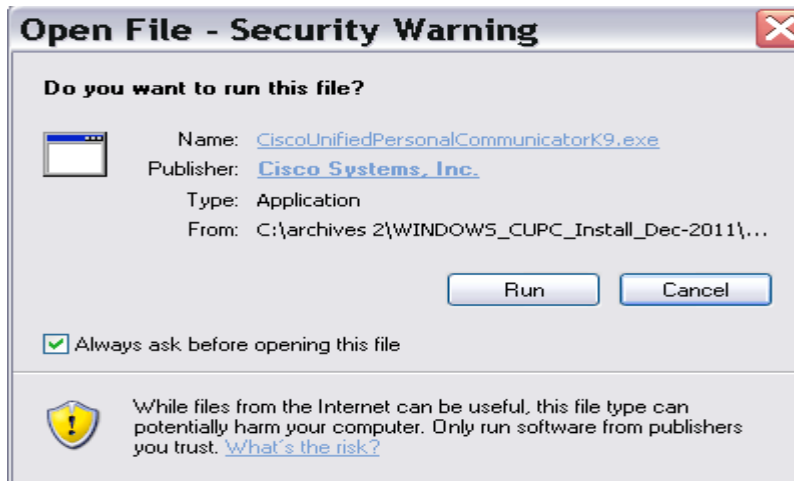 Open File - Security Warning
Do you want to run this file?
Name: CiscoUnifiedPersonalCommunicatorK9.exe
Publisher: Cisco Systems, Inc.
Type: Application
From: C:\archives 2\WINDOWS_CUPC_Install_Dec-2011\...
Run Cancel
Always ask before opening this file
While files from the Internet can be useful, this file type can
potentially harm your computer. Only run software from publishers
you trust. What's the risk?